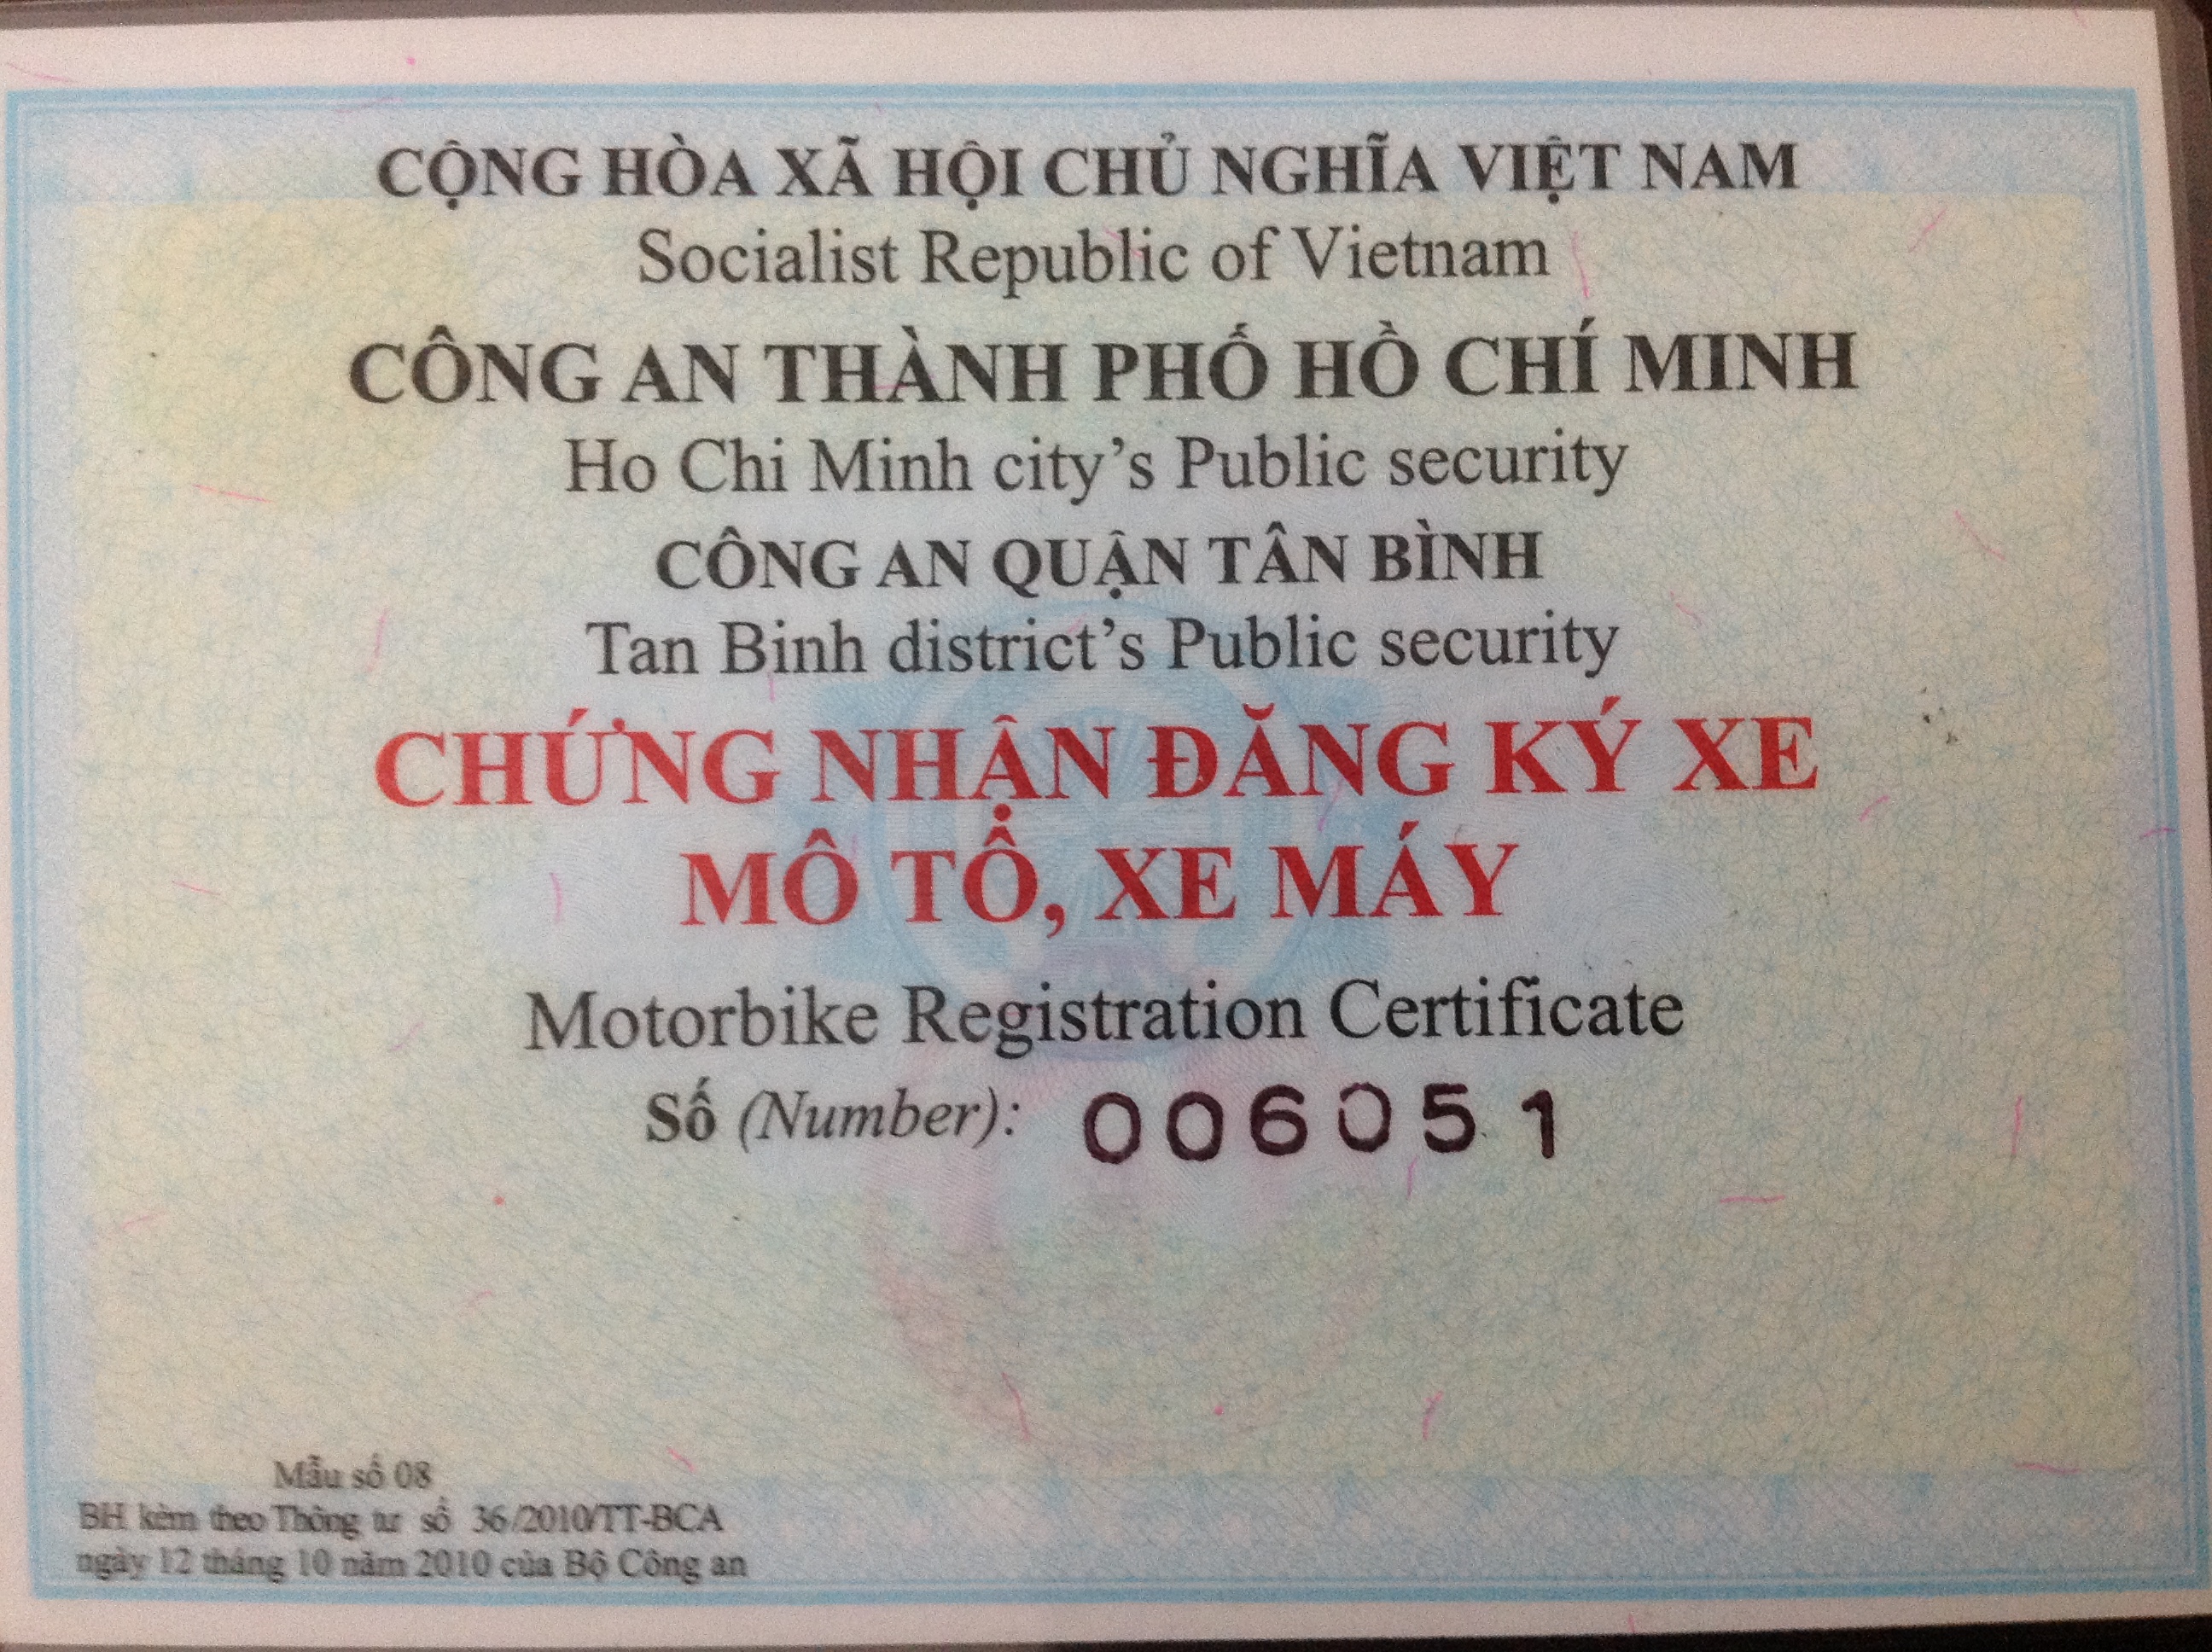 CỘNG HÒA XÃ HỘI CHỦ NGHĨA VIỆT NAM
Socialist Republic of Vietnam
CÔNG AN THÀNH PHỐ HỒ CHÍ MINH
Ho Chi Minh city’s Public security
CÔNG AN QUẬN TÂN BÌNH
Tan Binh district’s Public security
CHỨNG NHẬN ĐĂNG KÝ XE
MÔ TÔ, XE MÁY
Motorbike Registration Certificate
Số (Number): 006051
Mẫu số 08
BH kèm theo Thông tư số 36/2010/TT-BCA
ngày 12 tháng 10 năm 2010 của Bộ Công an